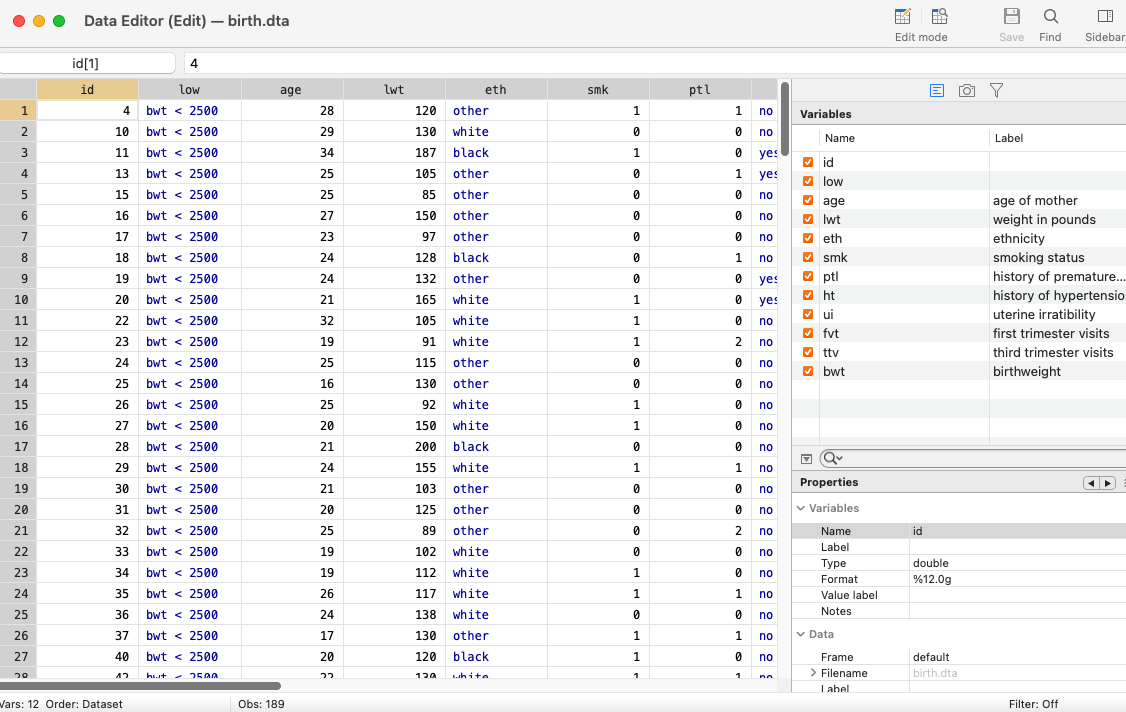 Data Editor (Edit) — birth.dta
Edit mode
Save
Find
Sidebar
id[1]
4
id low age lwt eth smk ptl
1 4 bwt < 2500 28 120 other 1 1 no
2 10 bwt < 2500 29 130 white 0 0 no
3 11 bwt < 2500 34 187 black 1 0 yes
4 13 bwt < 2500 25 105 other 0 1 yes
5 15 bwt < 2500 25 85 other 0 0 no
6 16 bwt < 2500 27 150 other 0 0 no
7 17 bwt < 2500 23 97 other 0 0 no
8 18 bwt < 2500 24 128 black 0 1 no
9 19 bwt < 2500 24 132 other 0 0 yes
10 20 bwt < 2500 21 165 white 1 0 yes
11 22 bwt < 2500 32 105 white 1 0 no
12 23 bwt < 2500 19 91 white 1 2 no
13 24 bwt < 2500 25 115 other 0 0 no
14 25 bwt < 2500 16 130 other 0 0 no
15 26 bwt < 2500 25 92 white 1 0 no
16 27 bwt < 2500 20 150 white 1 0 no
17 28 bwt < 2500 21 200 black 0 0 no
18 29 bwt < 2500 24 155 white 1 1 no
19 30 bwt < 2500 21 103 other 0 0 no
20 31 bwt < 2500 20 125 other 0 0 no
21 32 bwt < 2500 25 89 other 0 2 no
22 33 bwt < 2500 19 102 white 0 0 no
23 34 bwt < 2500 19 112 white 1 0 no
24 35 bwt < 2500 26 117 white 1 1 no
25 36 bwt < 2500 24 138 white 0 0 no
26 37 bwt < 2500 17 130 other 1 1 no
27 40 bwt < 2500 20 120 black 1 0 no
28 42 bwt < 2500 22 130 white 1 1 no
Variables
Name Label
id
low
age age of mother
lwt weight in pounds
eth ethnicity
smk smoking status
ptl history of premature...
ht history of hypertensio
ui uterine irratibility
fvt first trimester visits
ttv third trimester visits
bwt birthweight
Properties
Variables
Name id
Label
Type double
Format %12.0g
Value label
Notes
Data
Frame default
Filename birth.dta
Label
Vars: 12 Order: Dataset
Obs: 189
Filter: Off